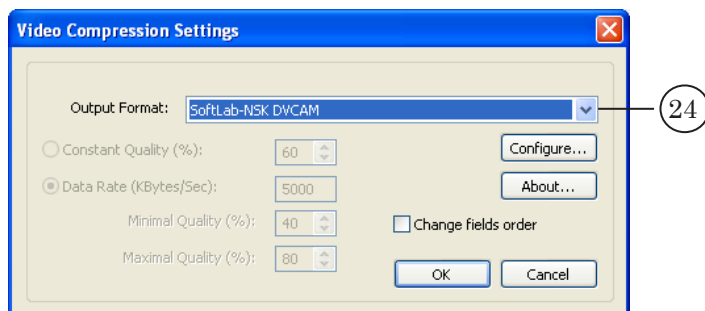 Video Compression Settings
Output Format: SoftLab-NSK DVCAM
24
Constant Quality (%): 60 Configure...
Data Rate (KBytes/Sec): 5000 About...
Minimal Quality (%): 40 Change fields order
Maximal Quality (%): 80 OK Cancel